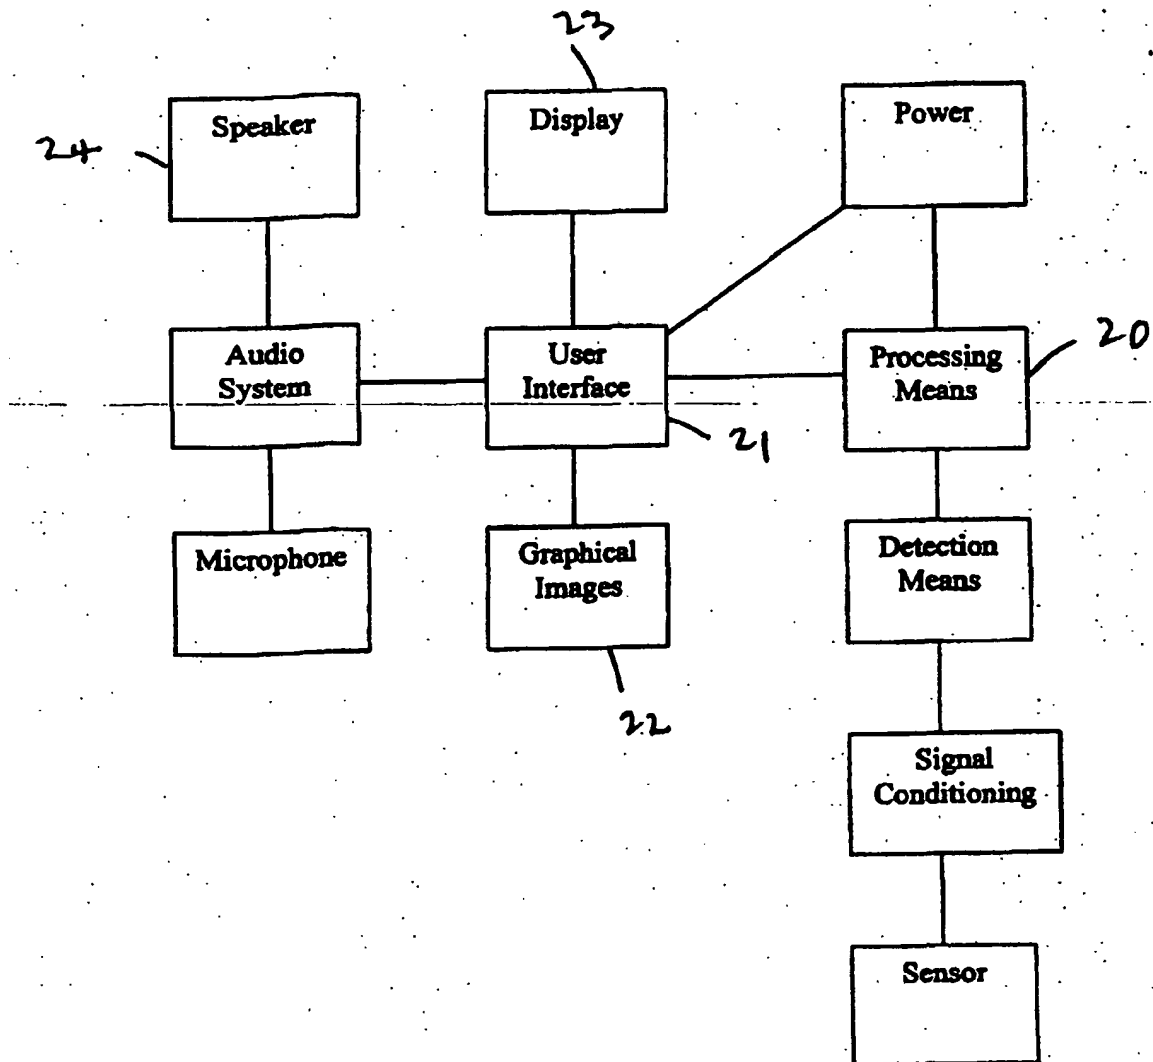 23
Speaker
Display
Power
24
Audio
System
User
Interface
Processing
Means
20
21
Microphone
Graphical
Images
Detection
Means
22
Signal
Conditioning
Sensor